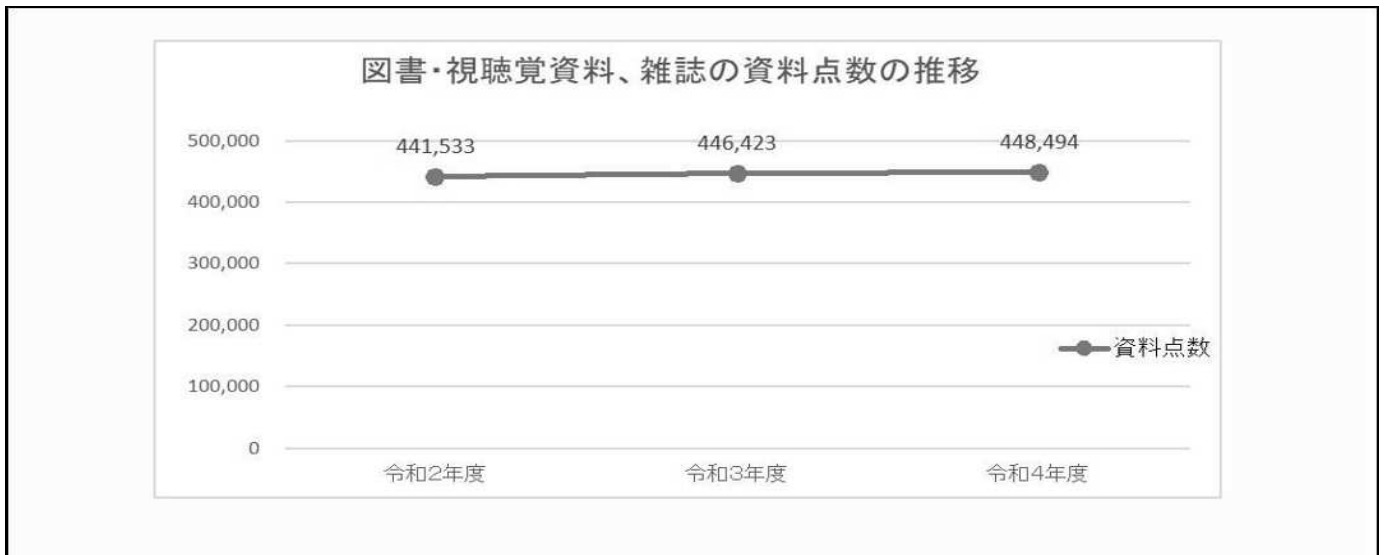 図書・視聴覚資料、雑誌の資料点数の推移
500,000
441,533
446,423
448,494
400,000
300,000
200,000
資料点数
100,000
0
令和2年度
令和3年度
令和4年度